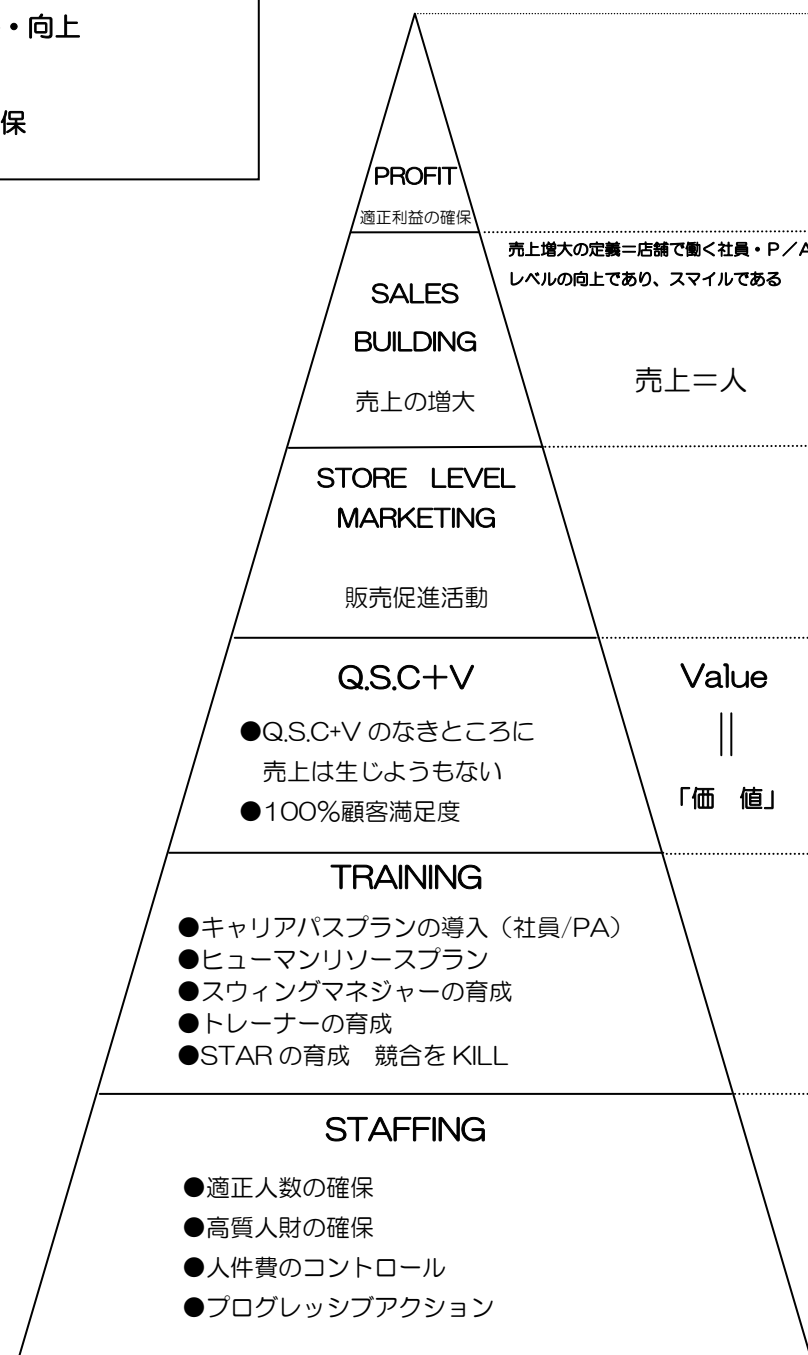 ・向上
保
PROFIT
適正利益の確保
売上増大の定義＝店舗で働く社員・P／A
レベルの向上であり、スマイルである
SALES
BUILDING
売上の増大
売上＝人
STORE LEVEL
MARKETING
販売促進活動
Q.S.C＋V
●Q.S.C+V のなきところに
売上は生じようもない
●100％顧客満足度
Value
||
「価　値」
TRAINING
●キャリアパスプランの導入（社員/PA）
●ヒューマンリソースプラン
●スウィングマネジャーの育成
●トレーナーの育成
●STAR の育成　競合を KILL
STAFFING
●適正人数の確保
●高質人財の確保
●人件費のコントロール
●プログレッシブアクション